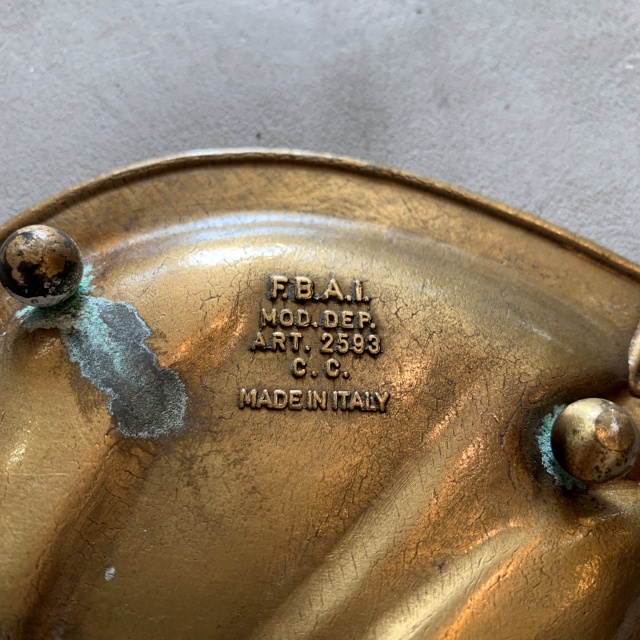 F.B.A.I.
MOD. DEP.
ART. 2593
C. C.
MADE IN ITALY